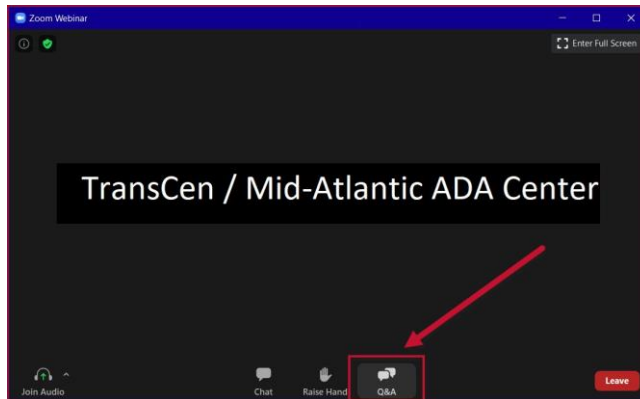 Zoom Webinar
Enter Full Screen
TransCen / Mid-Atlantic ADA Center
Join Audio
Chat
Raise Hand
Q&A
Leave